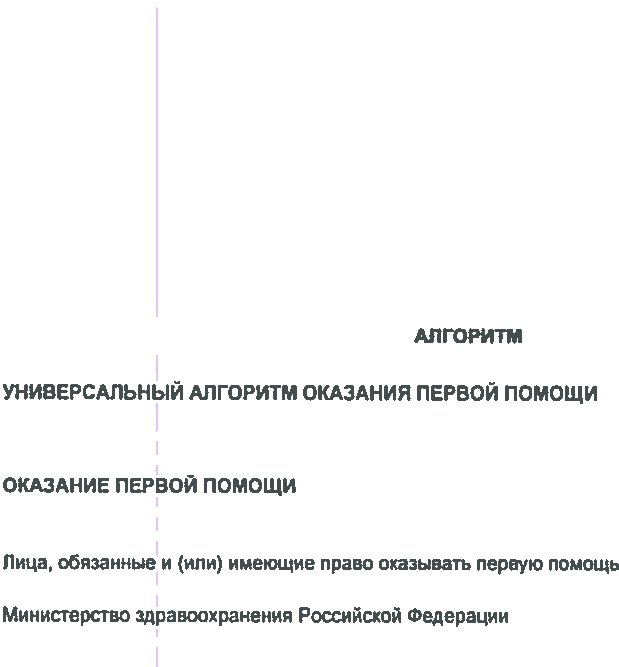 АЛГОРИТМ
УНИВЕРСАЛЬНЫЙ АЛГОРИТМ ОКАЗАНИЯ ПЕРВОЙ ПОМОЩИ
ОКАЗАНИЕ ПЕРВОЙ ПОМОЩИ
Лица, обязанные и (или) имеющие право оказывать первую помощь
Министерство здравоохранения Российской Федерации